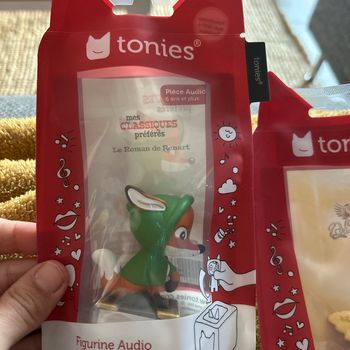 tonies®
tonies®
Pièce Audio
6 ans et plus
mes
CLASSIQUES
préférés
Le Roman de Renart
Figurine Audio
toni